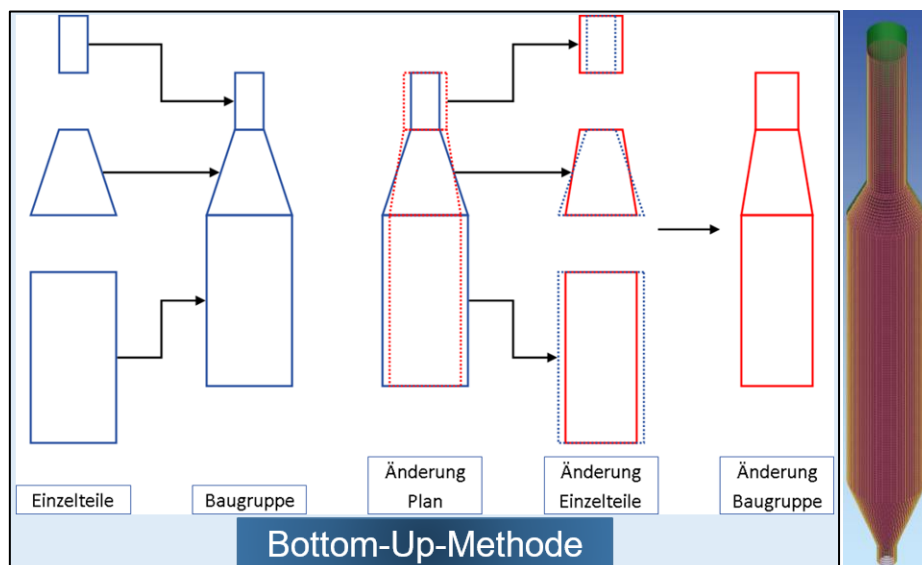 Einzelteile
Baugruppe
Änderung
Plan
Änderung
Einzelteile
Änderung
Baugruppe
Bottom-Up-Methode